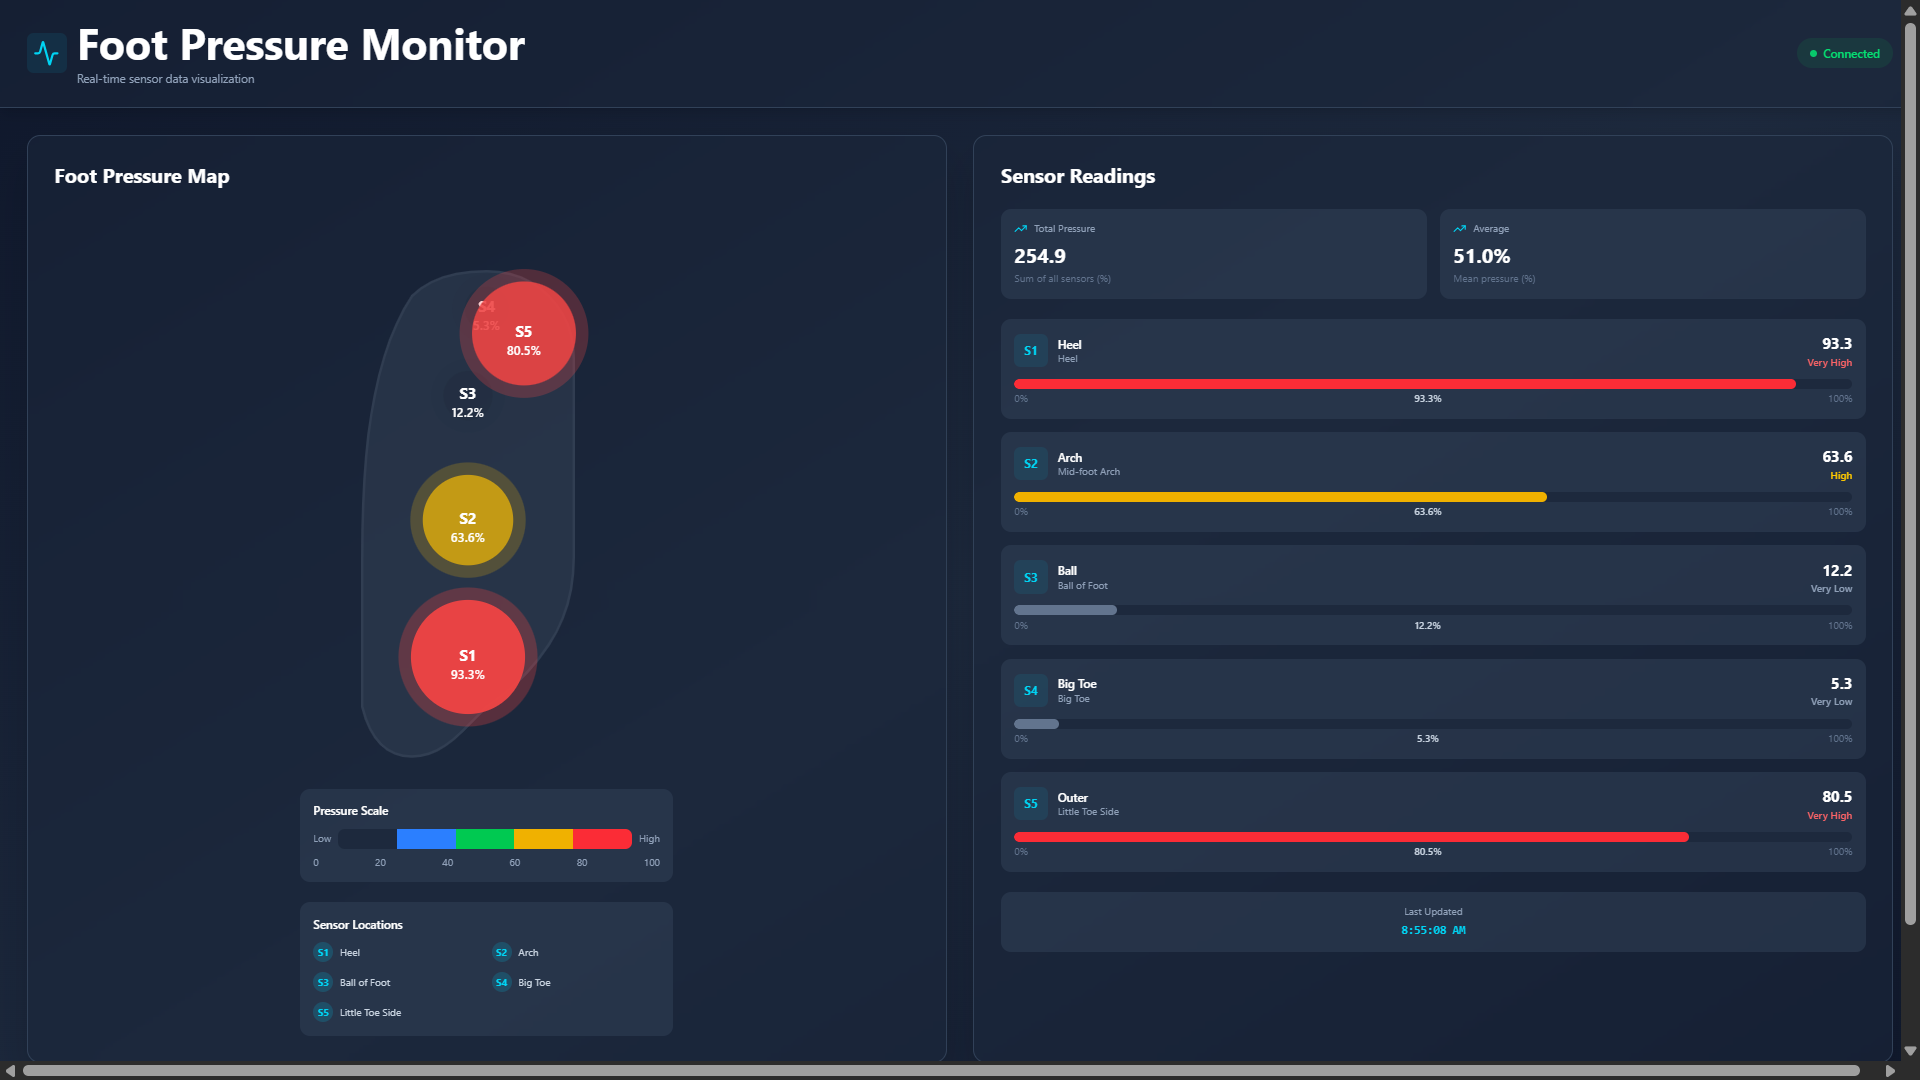 Foot Pressure Monitor
Real-time sensor data visualization
Connected
Foot Pressure Map
S4
5.3%
S5
80.5%
S3
12.2%
S2
63.6%
S1
93.3%
Pressure Scale
Low
High
0 20 40 60 80 100
Sensor Locations
S1 Heel
S2 Arch
S3 Ball of Foot
S4 Big Toe
S5 Little Toe Side
Sensor Readings
Total Pressure
254.9
Sum of all sensors (%)
Average
51.0%
Mean pressure (%)
S1
Heel
Heel
93.3
Very High
0% 93.3% 100%
S2
Arch
Mid-foot Arch
63.6
High
0% 63.6% 100%
S3
Ball
Ball of Foot
12.2
Very Low
0% 12.2% 100%
S4
Big Toe
Big Toe
5.3
Very Low
0% 5.3% 100%
S5
Outer
Little Toe Side
80.5
Very High
0% 80.5% 100%
Last Updated
8:55:08 AM